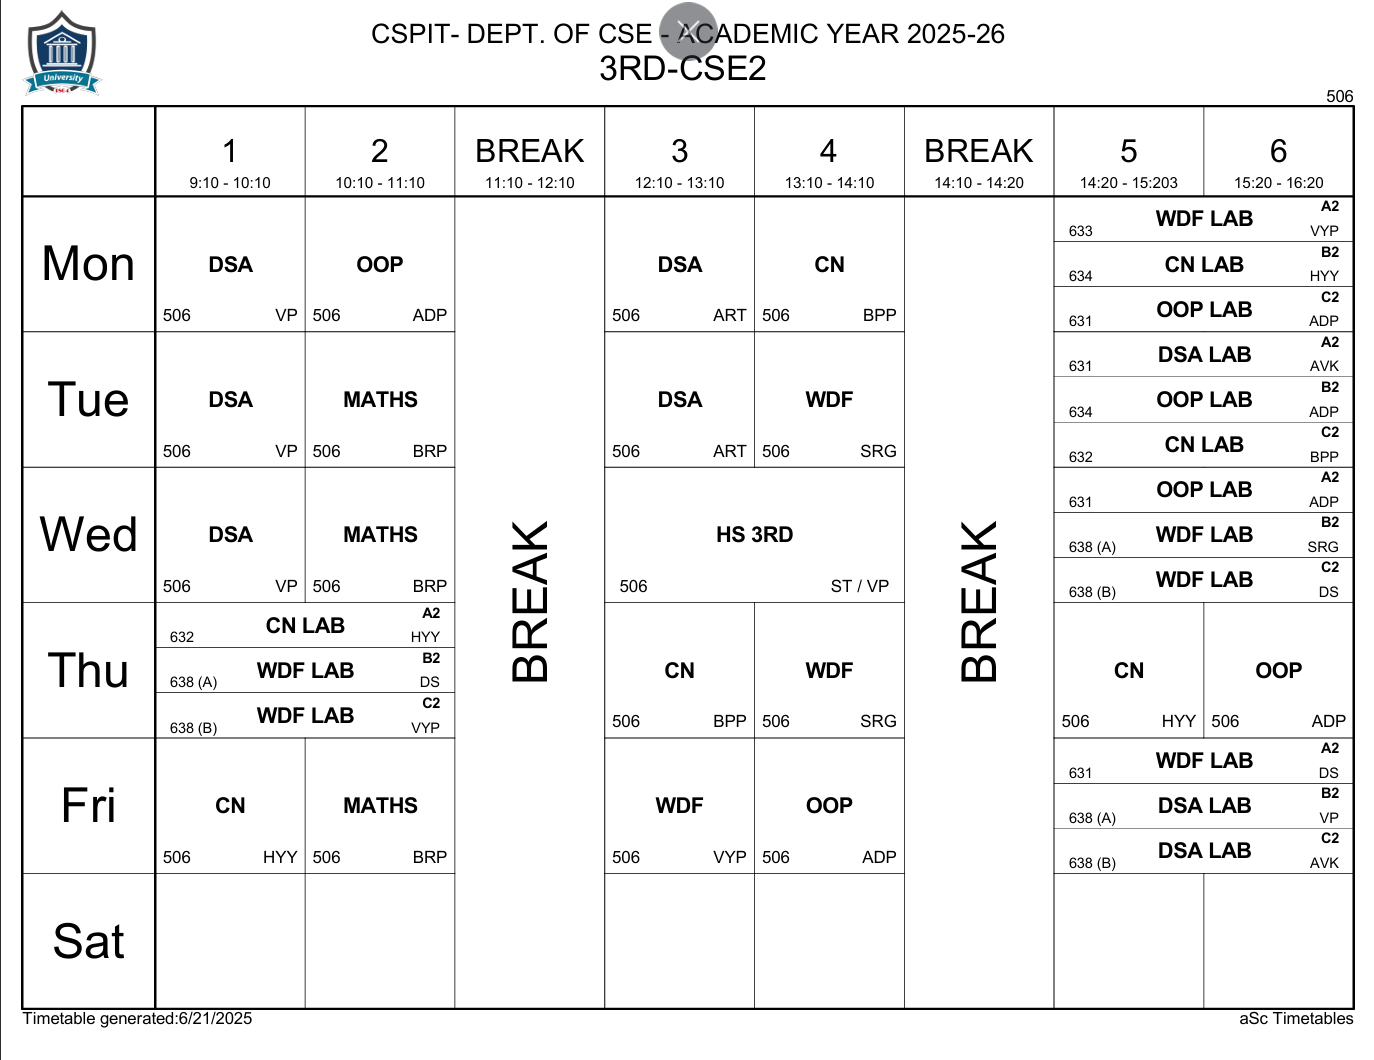 CSPIT- DEPT. OF CSE - ACADEMIC YEAR 2025-26
3RD-CSE2
University
506
1 2 BREAK 3 4 BREAK 5 6
9:10 - 10:10 10:10 - 11:10 11:10 - 12:10 12:10 - 13:10 13:10 - 14:10 14:10 - 14:20 14:20 - 15:203 15:20 - 16:20
Mon
DSA
506 VP
OOP
506 ADP
DSA
506 ART
CN
506 BPP
WDF LAB A2
633 VYP
CN LAB B2
634 HYY
OOP LAB C2
631 ADP
Tue
DSA
506 VP
MATHS
506 BRP
DSA
506 ART
WDF
506 SRG
DSA LAB A2
631 AVK
OOP LAB B2
634 ADP
CN LAB C2
632 BPP
Wed
DSA
506 VP
MATHS
506 BRP
BREAK
HS 3RD
506 ST / VP
BREAK
OOP LAB A2
631 ADP
WDF LAB B2
638 (A) SRG
WDF LAB C2
638 (B) DS
Thu
CN LAB A2
632 HYY
WDF LAB B2
638 (A) DS
WDF LAB C2
638 (B) VYP
CN
506 BPP
WDF
506 SRG
CN
506 HYY
OOP
506 ADP
Fri
CN
506 HYY
MATHS
506 BRP
WDF
506 VYP
OOP
506 ADP
WDF LAB A2
631 DS
DSA LAB B2
638 (A) VP
DSA LAB C2
638 (B) AVK
Sat
Timetable generated:6/21/2025 aSc Timetables